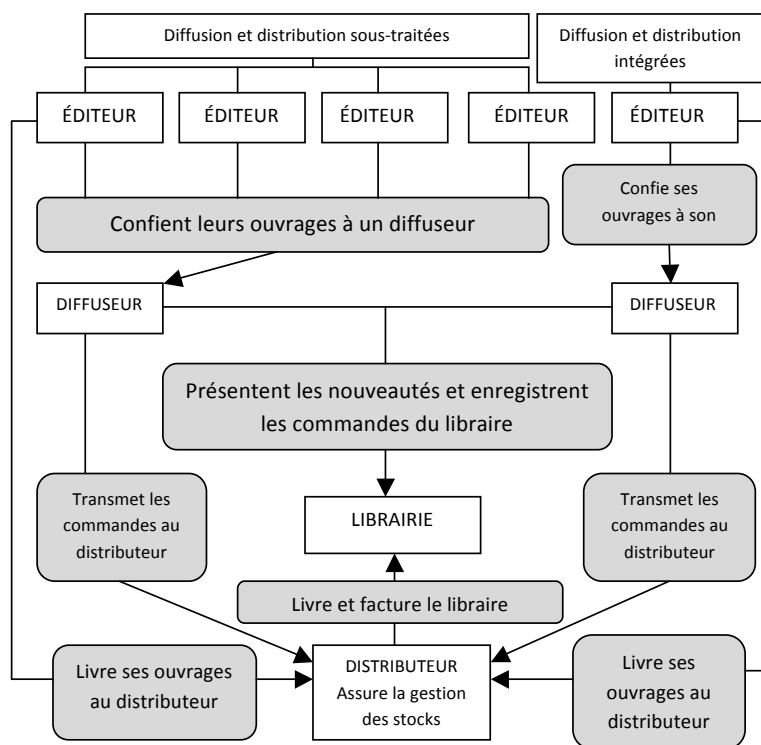 Diffusion et distribution sous-traitées
Diffusion et distribution
intégrées
ÉDITEUR
ÉDITEUR
ÉDITEUR
ÉDITEUR
ÉDITEUR
Confient leurs ouvrages à un diffuseur
Confie ses
ouvrages à son
DIFFUSEUR
DIFFUSEUR
Présentent les nouveautés et enregistrent
les commandes du libraire
Transmet les
commandes au
distributeur
LIBRAIRIE
Transmet les
commandes au
distributeur
Livre et facture le libraire
Livre ses ouvrages
au distributeur
DISTRIBUTEUR
Assure la gestion
des stocks
Livre ses
ouvrages au
distributeur